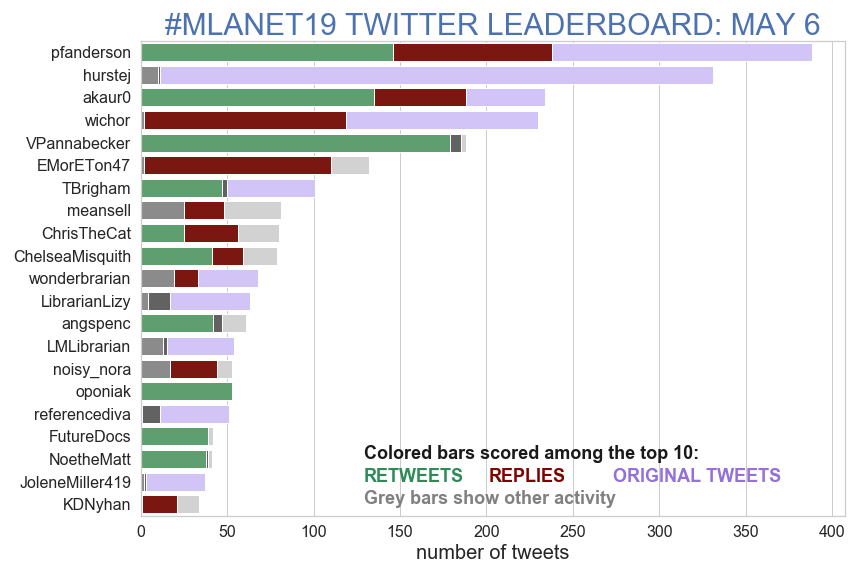 #MLANET19 TWITTER LEADERBOARD: MAY 6
pfanderson
hurstej
akaur0
wichor
VPannabecker
EMorETon47
TBrigham
meansell
ChrisTheCat
ChelseaMisquith
wonderbrarian
LibrarianLizy
angspenc
LMLibrarian
noisy_nora
oponiak
referencediva
FutureDocs
NoetheMatt
JoleneMiller419
KDNyhan
Colored bars scored among the top 10:
RETWEETS REPLIES ORIGINAL TWEETS
Grey bars show other activity
0 50 100 150 200 250 300 350 400
number of tweets